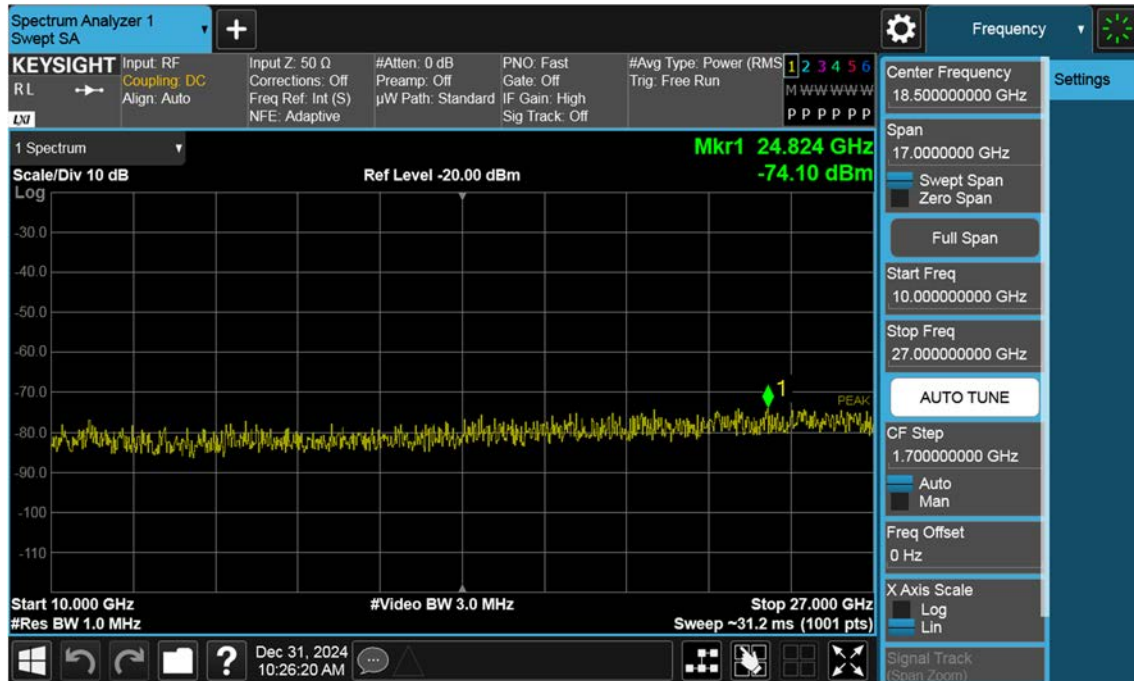 Spectrum Analyzer 1
Swept SA
Frequency
KEYSIGHT
RL
LXI
Input: RF
Coupling: DC
Align: Auto
Input Z: 50 Ω
Corrections: Off
Freq Ref: Int (S)
NFE: Adaptive
#Atten: 0 dB
Preamp: Off
µW Path: Standard
PNO: Fast
Gate: Off
IF Gain: High
Sig Track: Off
#Avg Type: Power (RMS
Trig: Free Run
1 2 3 4 5 6
M W W W W W
P P P P P P
1 Spectrum
Mkr1 24.824 GHz
-74.10 dBm
Scale/Div 10 dB
Ref Level -20.00 dBm
Log
-30.0
-40.0
-50.0
-60.0
-70.0
-80.0
-90.0
-100
-110
1
PEAK
Start 10.000 GHz
#Video BW 3.0 MHz
Stop 27.000 GHz
#Res BW 1.0 MHz
Sweep ~31.2 ms (1001 pts)
Dec 31, 2024
10:26:20 AM
Center Frequency
18.500000000 GHz
Span
17.0000000 GHz
Swept Span
Zero Span
Full Span
Start Freq
10.000000000 GHz
Stop Freq
27.000000000 GHz
AUTO TUNE
CF Step
1.700000000 GHz
Auto
Man
Freq Offset
0 Hz
X Axis Scale
Log
Lin
Signal Track
(Span Zoom)
Settings